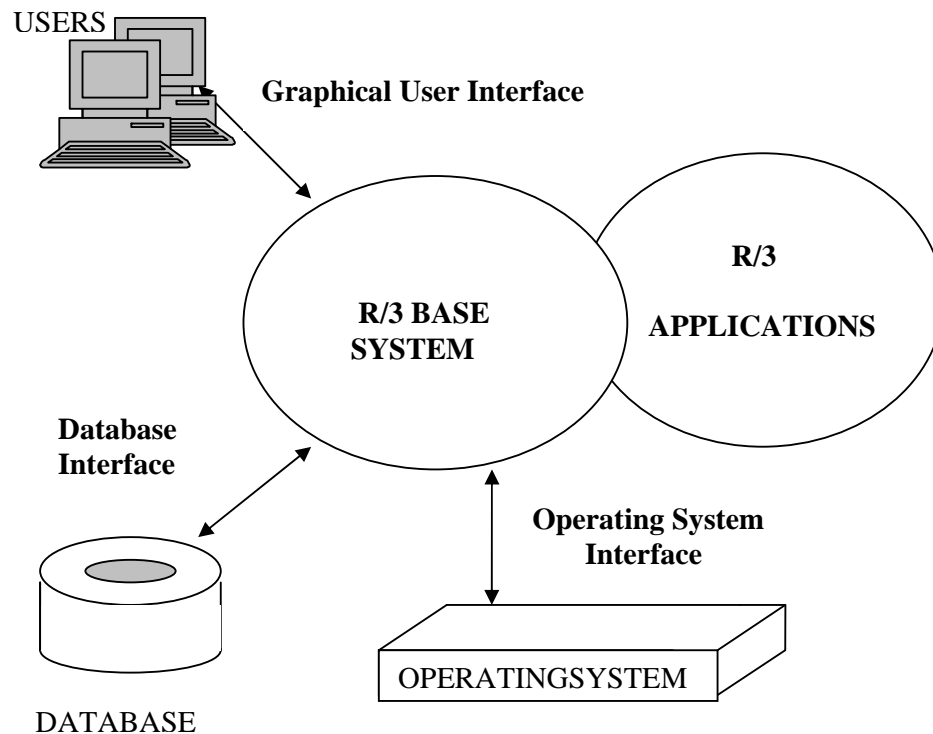 USERS
Graphical User Interface
R/3
APPLICATIONS
R/3 BASE
SYSTEM
Database
Interface
Operating System
Interface
OPERATINGSYSTEM
DATABASE